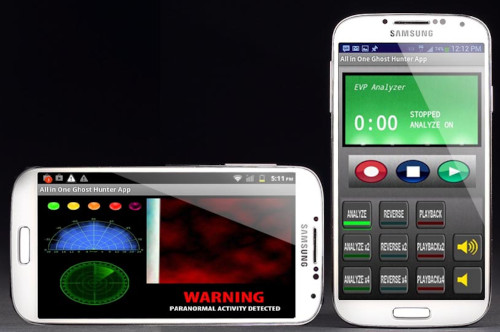 5:11 PM
All in One Ghost Hunter App
SAMSUNG
WARNING
PARANORMAL ACTIVITY DETECTED
SAMSUNG
12:12 PM
All in One Ghost Hunter App
EVP Analyzer
0:00
STOPPED
ANALYZE ON
ANALYZE REVERSE PLAYBACK
ANALYZE x2 REVERSE x2 PLAYBACKx2
ANALYZE x4 REVERSE x4 PLAYBACKx4